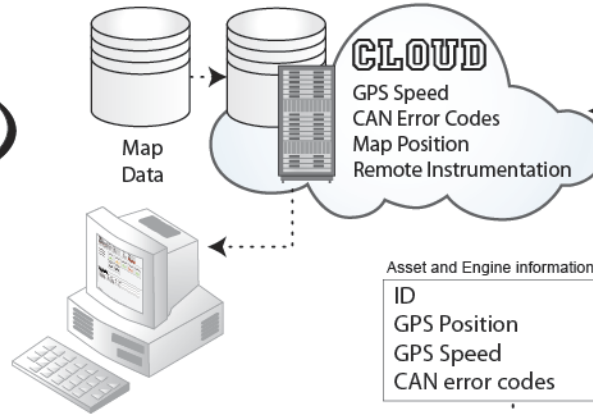 CLOUD
GPS Speed
CAN Error Codes
Map Position
Remote Instrumentation
Map
Data
Asset and Engine information
ID
GPS Position
GPS Speed
CAN error codes